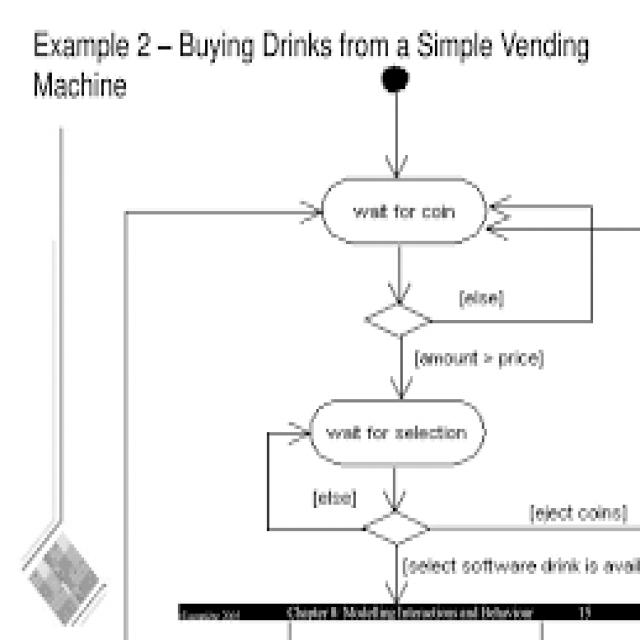 Example 2 – Buying Drinks from a Simple Vending
Machine
wait for coin
[else]
[amount > price]
wait for selection
[else]
[eject coins]
[select software drink is avail
Chapter 8: Modelling Interactions and Behaviour
15